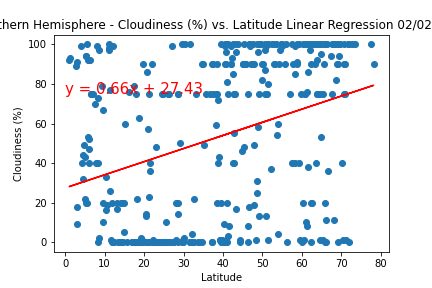 thern Hemisphere - Cloudiness (%) vs. Latitude Linear Regression 02/02
100
80
y = 0.66x + 27.43
60
Cloudiness (%)
40
20
0
0 10 20 30 40 50 60 70 80
Latitude